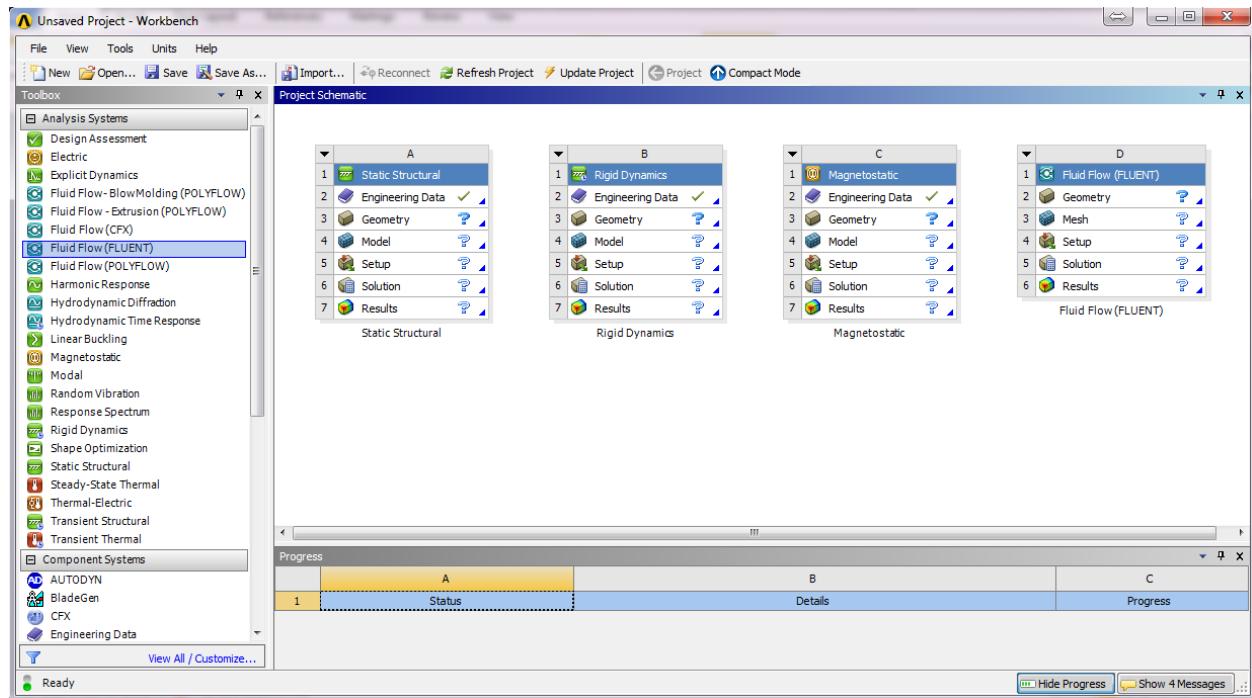 Unsaved Project - Workbench
File View Tools Units Help
New Open... Save Save As... Import... Reconnect Refresh Project Update Project Project Compact Mode
Toolbox
Analysis Systems
Design Assessment
Electric
Explicit Dynamics
Fluid Flow- BlowMolding (POLYFLOW)
Fluid Flow - Extrusion (POLYFLOW)
Fluid Flow (CFX)
Fluid Flow (FLUENT)
Fluid Flow (POLYFLOW)
Harmonic Response
Hydrodynamic Diffraction
Hydrodynamic Time Response
Linear Buckling
Magnetostatic
Modal
Random Vibration
Response Spectrum
Rigid Dynamics
Shape Optimization
Static Structural
Steady-State Thermal
Thermal-Electric
Transient Structural
Transient Thermal
Component Systems
AUTODYN
BladeGen
CFX
Engineering Data
View All / Customize...
Project Schematic
A
1 Static Structural
2 Engineering Data
3 Geometry ?
4 Model ?
5 Setup ?
6 Solution ?
7 Results ?
Static Structural
B
1 Rigid Dynamics
2 Engineering Data
3 Geometry ?
4 Model ?
5 Setup ?
6 Solution ?
7 Results ?
Rigid Dynamics
C
1 Magnetostatic
2 Engineering Data
3 Geometry ?
4 Model ?
5 Setup ?
6 Solution ?
7 Results ?
Magnetostatic
D
1 Fluid Flow (FLUENT)
2 Geometry ?
3 Mesh ?
4 Setup ?
5 Solution ?
6 Results ?
Fluid Flow (FLUENT)
Progress
A B C
1 Status Details Progress
Ready
Hide Progress Show 4 Messages